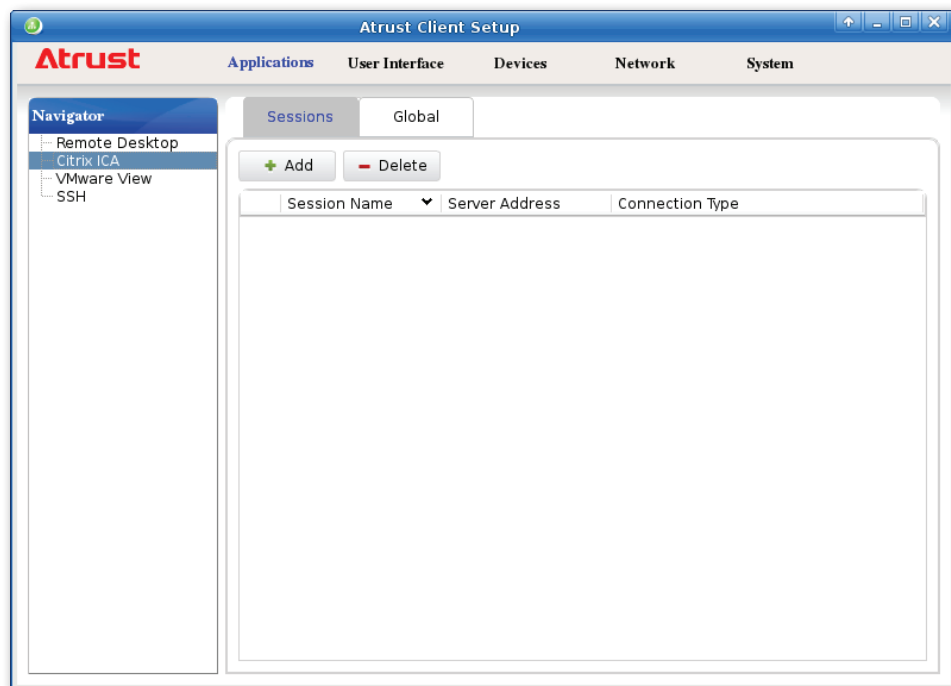 Atrust Client Setup
Atrust Applications User Interface Devices Network System
Navigator
Remote Desktop
Citrix ICA
VMware View
SSH
Sessions Global
Add Delete
Session Name Server Address Connection Type